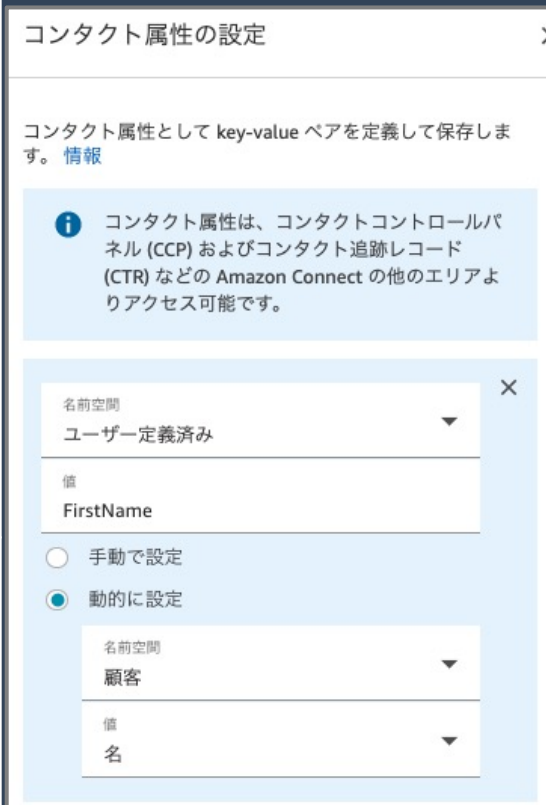 コンタクト属性の設定
コンタクト属性として key-value ペアを定義して保存しま
す。 情報
コンタクト属性は、コンタクトコントロールパ
ネル (CCP) およびコンタクト追跡レコード
(CTR) などの Amazon Connect の他のエリアよ
りアクセス可能です。
名前空間
ユーザー定義済み
値
FirstName
手動で設定
動的に設定
名前空間
顧客
値
名